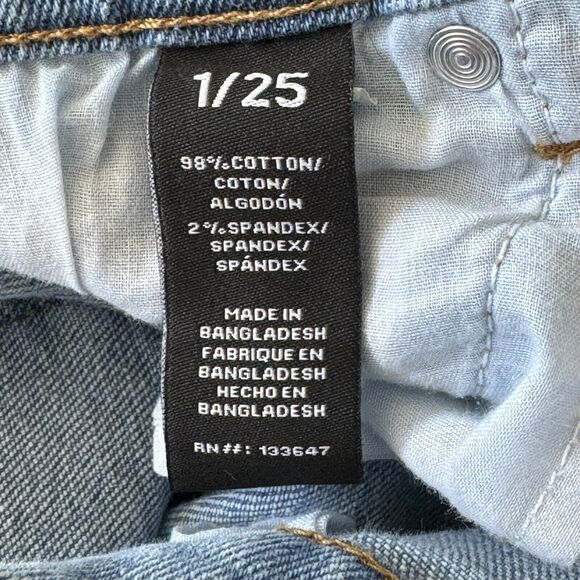 1/25
98%COTTON/
COTON/
ALGODÓN
2%SPANDEX/
SPANDEX/
SPÁNDEX
MADE IN
BANGLADESH
FABRIQUE EN
BANGLADESH
HECHO EN
BANGLADESH
RN##: 133647